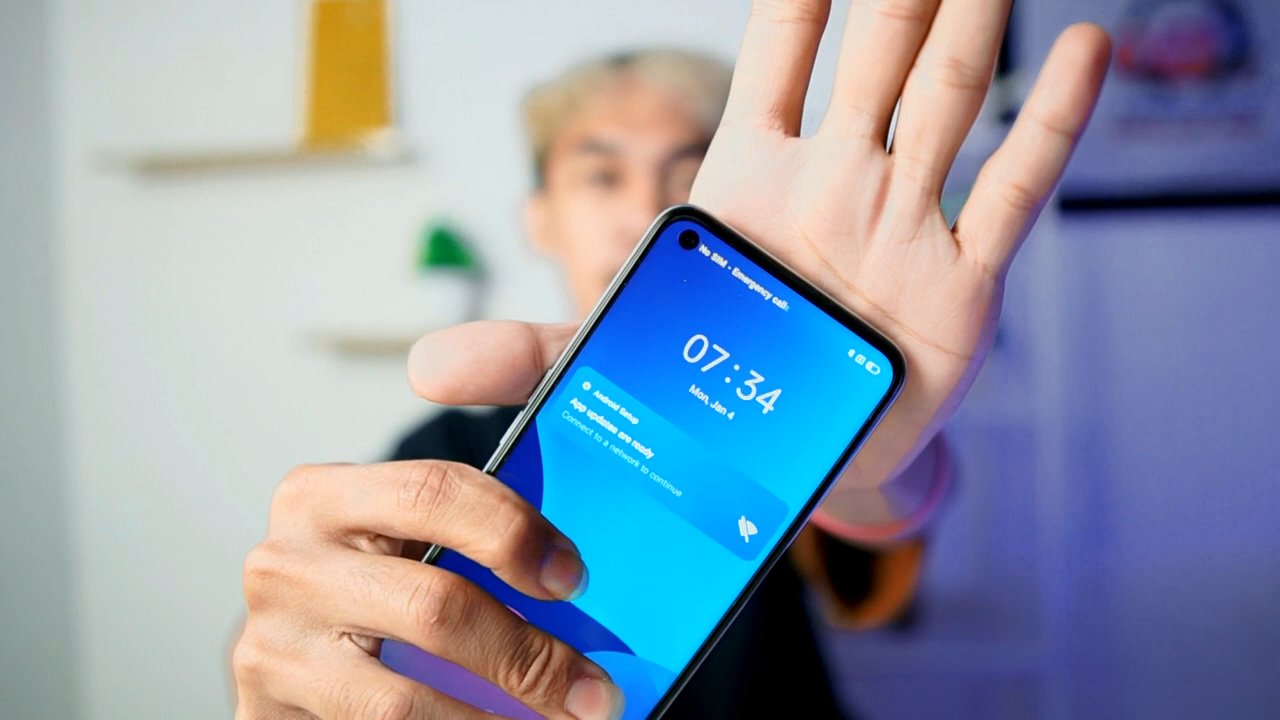 No SIM - Emergency call
07:34
Mon, Jan 4
Android Setup
App updates are ready
Connect to a network to continue